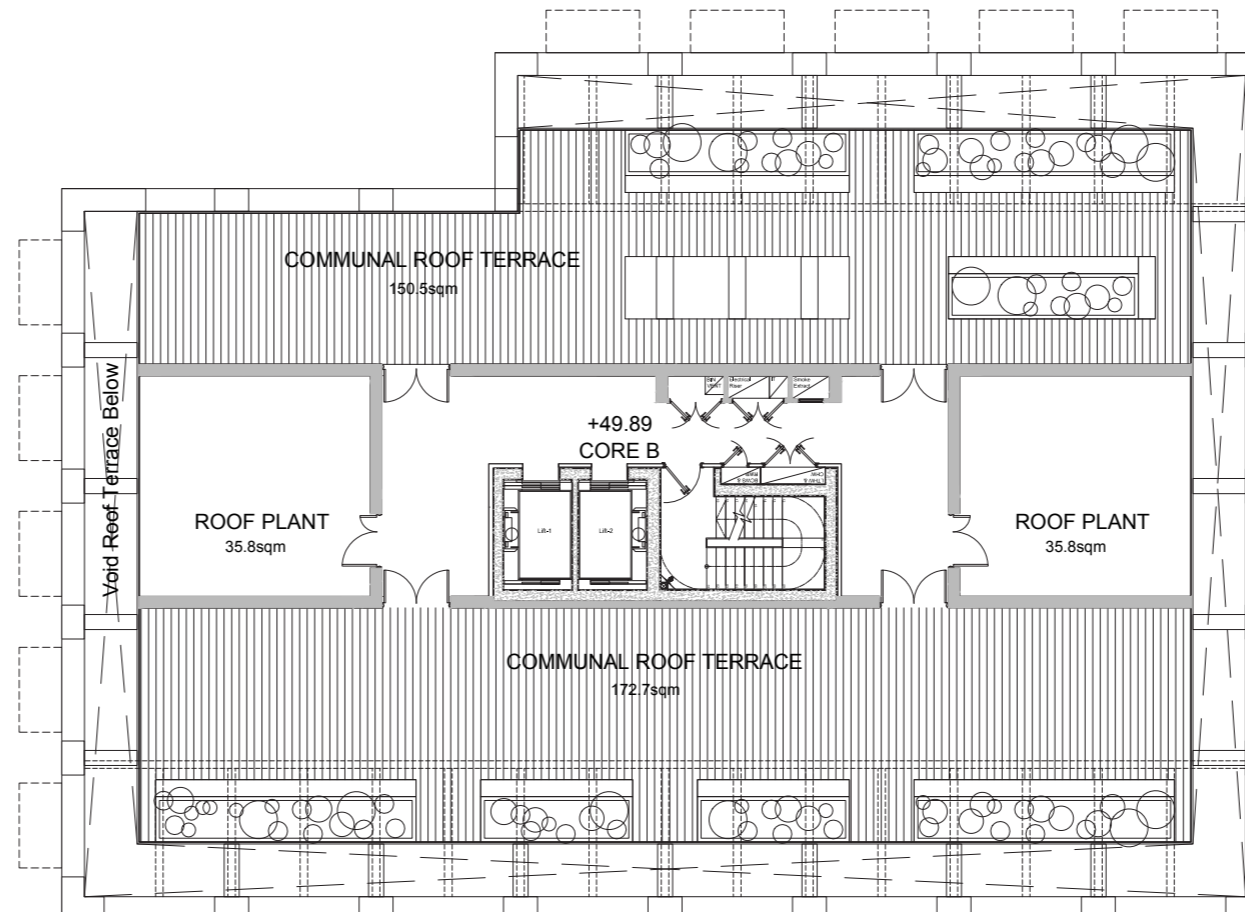 COMMUNAL ROOF TERRACE
150.5sqm
Void Roof Terrace Below
Electrical
Riser
IT
Smoke
Extract
+49.89
CORE B
ROOF PLANT
35.8sqm
Lift-1
Lift-2
ROOF PLANT
35.8sqm
COMMUNAL ROOF TERRACE
172.7sqm